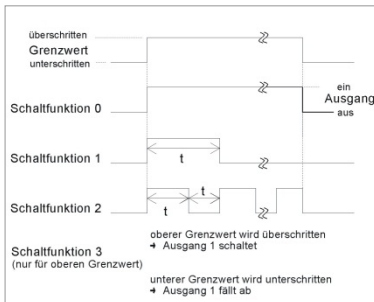 überschritten
Grenzwert
unterschritten
ein
Ausgang
aus
Schaltfunktion 0
Schaltfunktion 1
t
t
Schaltfunktion 2
t
Schaltfunktion 3
(nur für oberen Grenzwert)
oberer Grenzwert wird überschritten
→ Ausgang 1 schaltet
unterer Grenzwert wird unterschritten
→ Ausgang 1 fällt ab